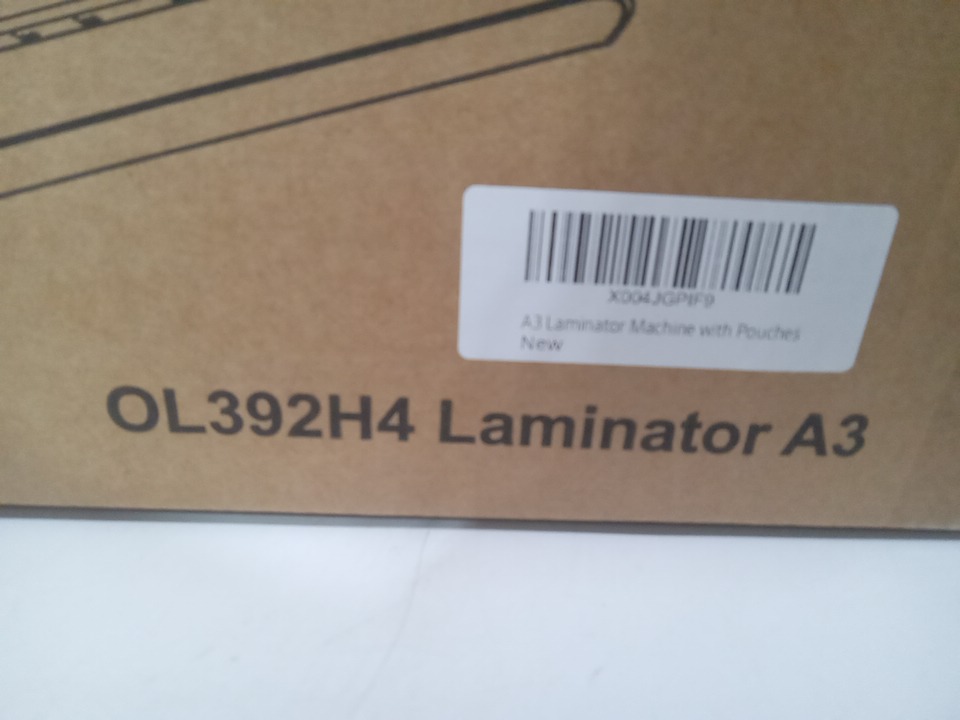 X004JGPIF9
A3 Laminator Machine with Pouches
New
OL392H4 Laminator A3